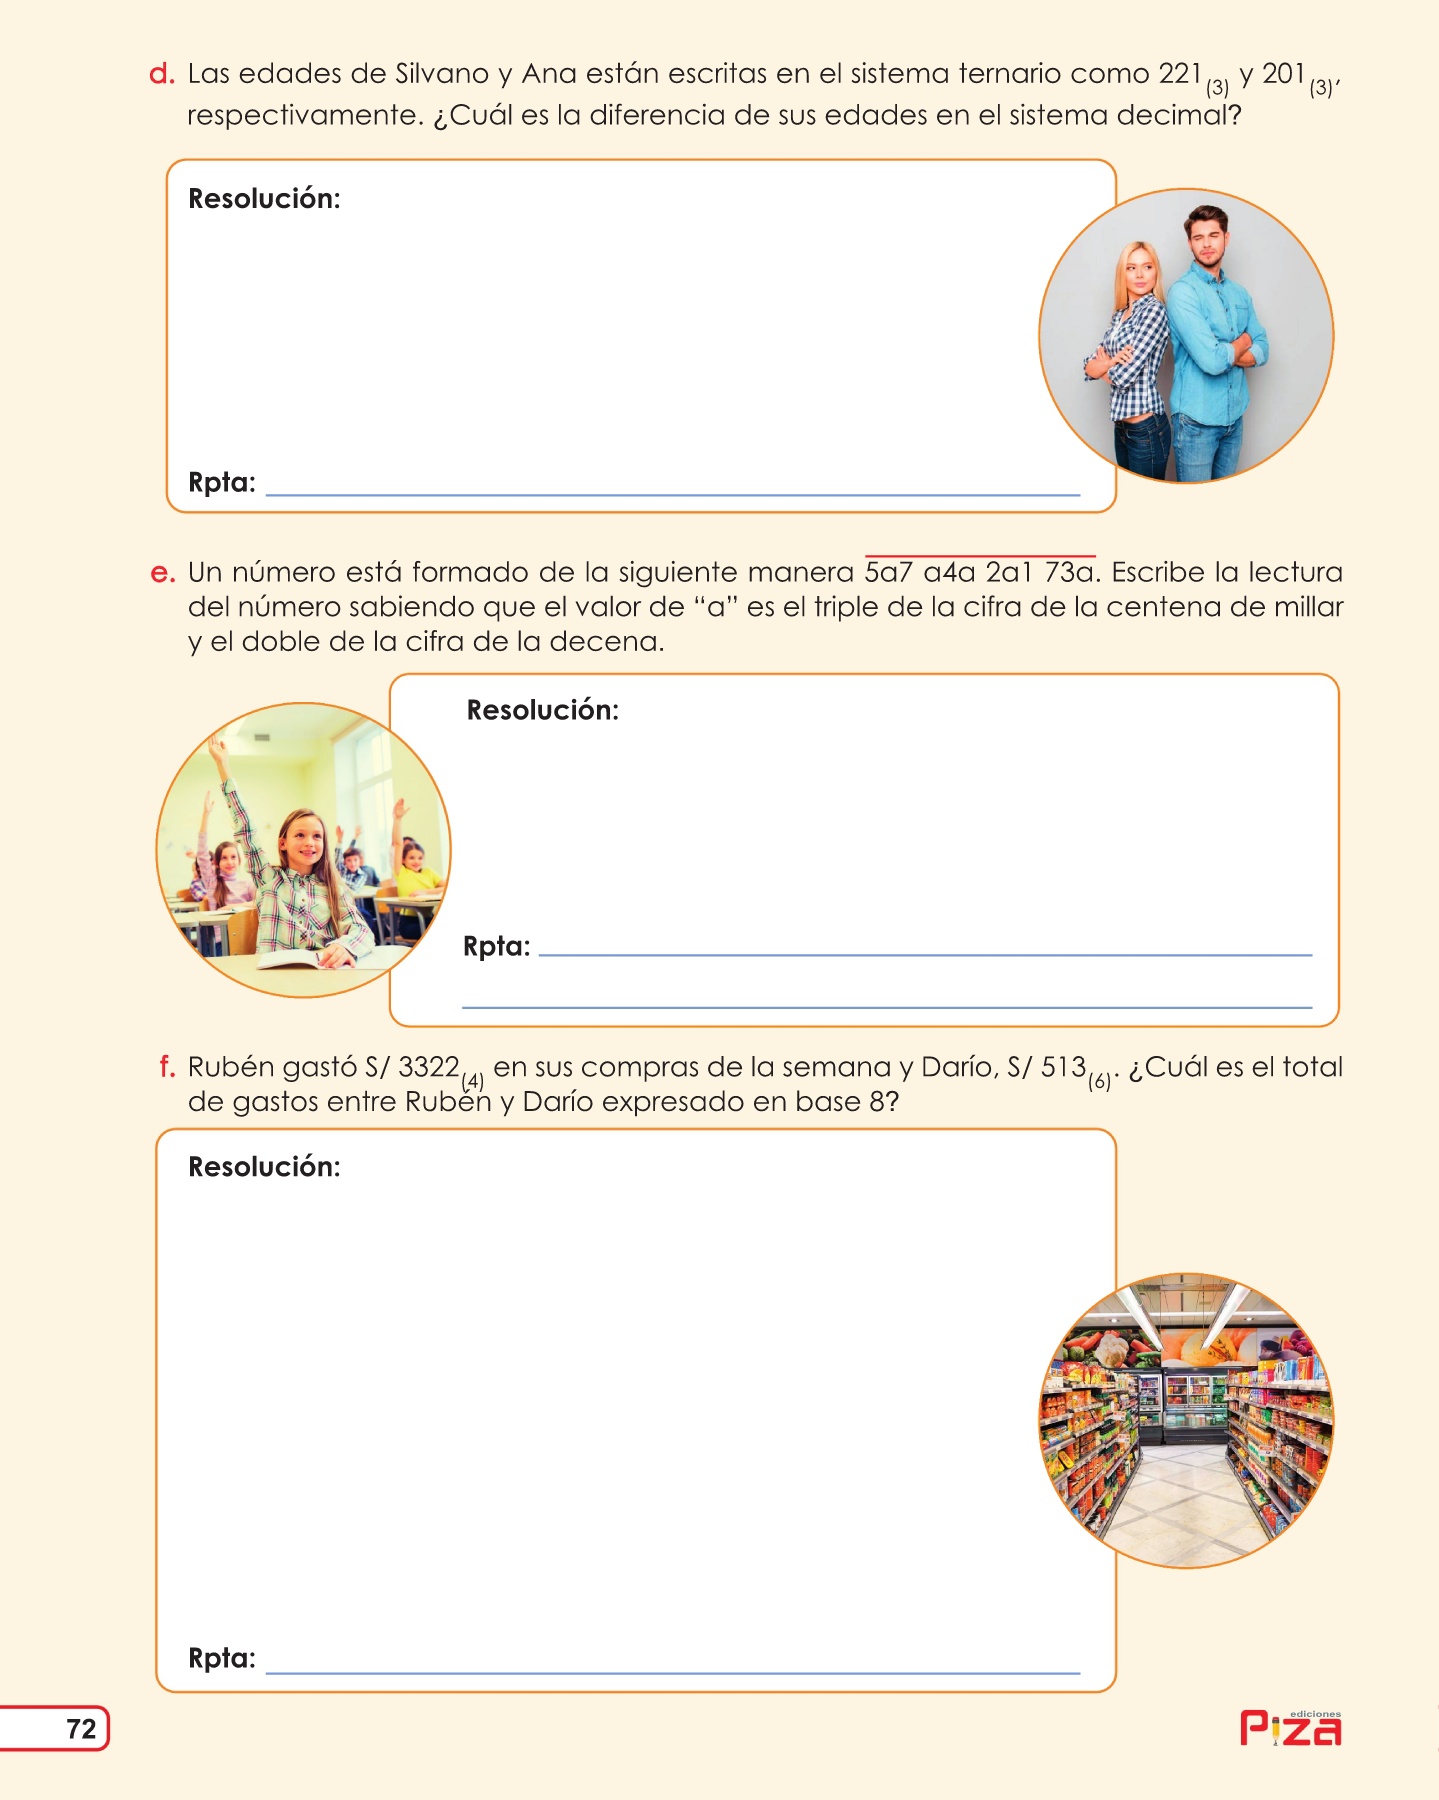 d. Las edades de Silvano y Ana están escritas en el sistema ternario como 221(3) y 201(3),
respectivamente. ¿Cuál es la diferencia de sus edades en el sistema decimal?
Resolución:
Rpta:
e. Un número está formado de la siguiente manera 5a7 a4a 2a1 73a. Escribe la lectura
del número sabiendo que el valor de “a” es el triple de la cifra de la centena de millar
y el doble de la cifra de la decena.
Resolución:
Rpta:
f. Rubén gastó S/ 3322(4) en sus compras de la semana y Darío, S/ 513(6). ¿Cuál es el total
de gastos entre Rubén y Darío expresado en base 8?
Resolución:
Rpta:
72
ediciones
Piza